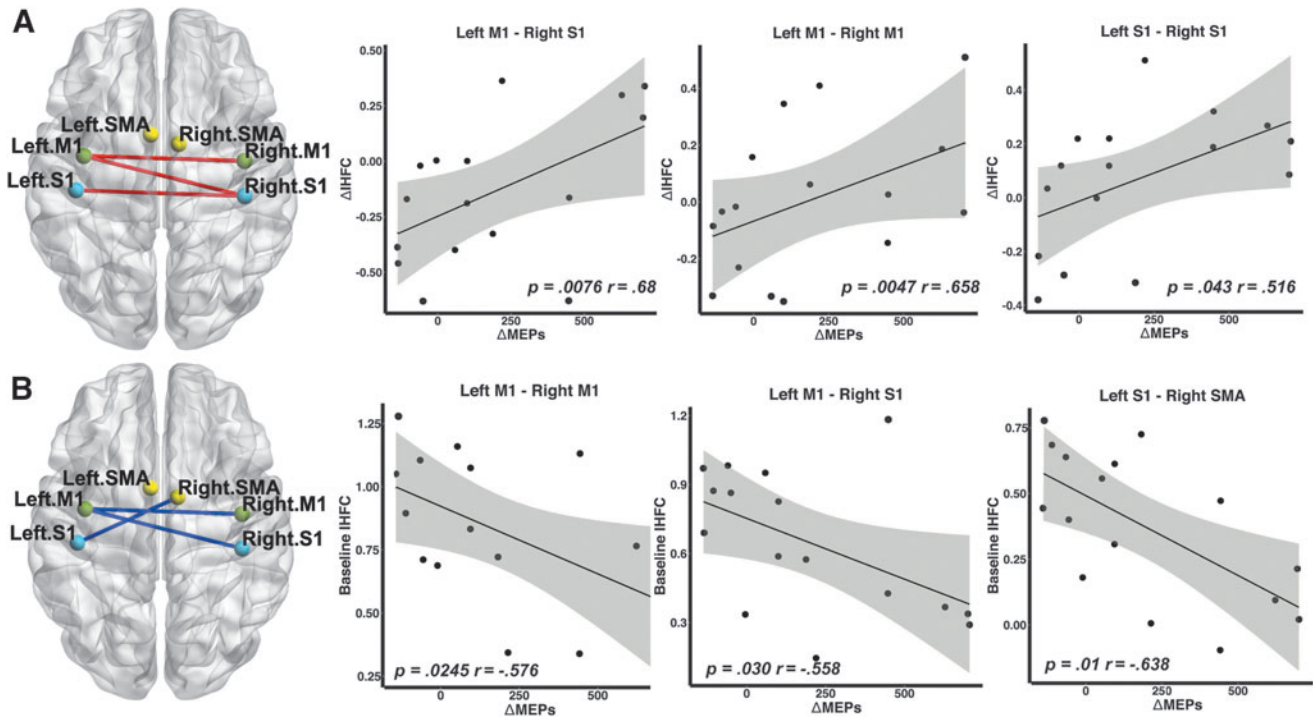 A
Left.SMA
Right.SMA
Left.M1
Right.M1
Left.S1
Right.S1
Left M1 - Right S1
ΔIHFC
0.50
0.25
0.00
-0.25
-0.50
p = .0076 r = .68
0 250 500
ΔMEPs
Left M1 - Right M1
ΔIHFC
0.4
0.2
0.0
-0.2
p = .0047 r = .658
0 250 500
ΔMEPs
Left S1 - Right S1
ΔIHFC
0.4
0.2
0.0
-0.2
-0.4
p = .043 r = .516
0 250 500
ΔMEPs
B
Left.SMA
Right.SMA
Left.M1
Right.M1
Left.S1
Right.S1
Left M1 - Right M1
Baseline IHFC
1.25
1.00
0.75
0.50
0.25
p = .0245 r = -.576
0 250 500
ΔMEPs
Left M1 - Right S1
Baseline IHFC
1.2
0.9
0.6
0.3
p = .030 r = -.558
0 250 500
ΔMEPs
Left S1 - Right SMA
Baseline IHFC
0.75
0.50
0.25
0.00
p = .01 r = -.638
0 250 500
ΔMEPs